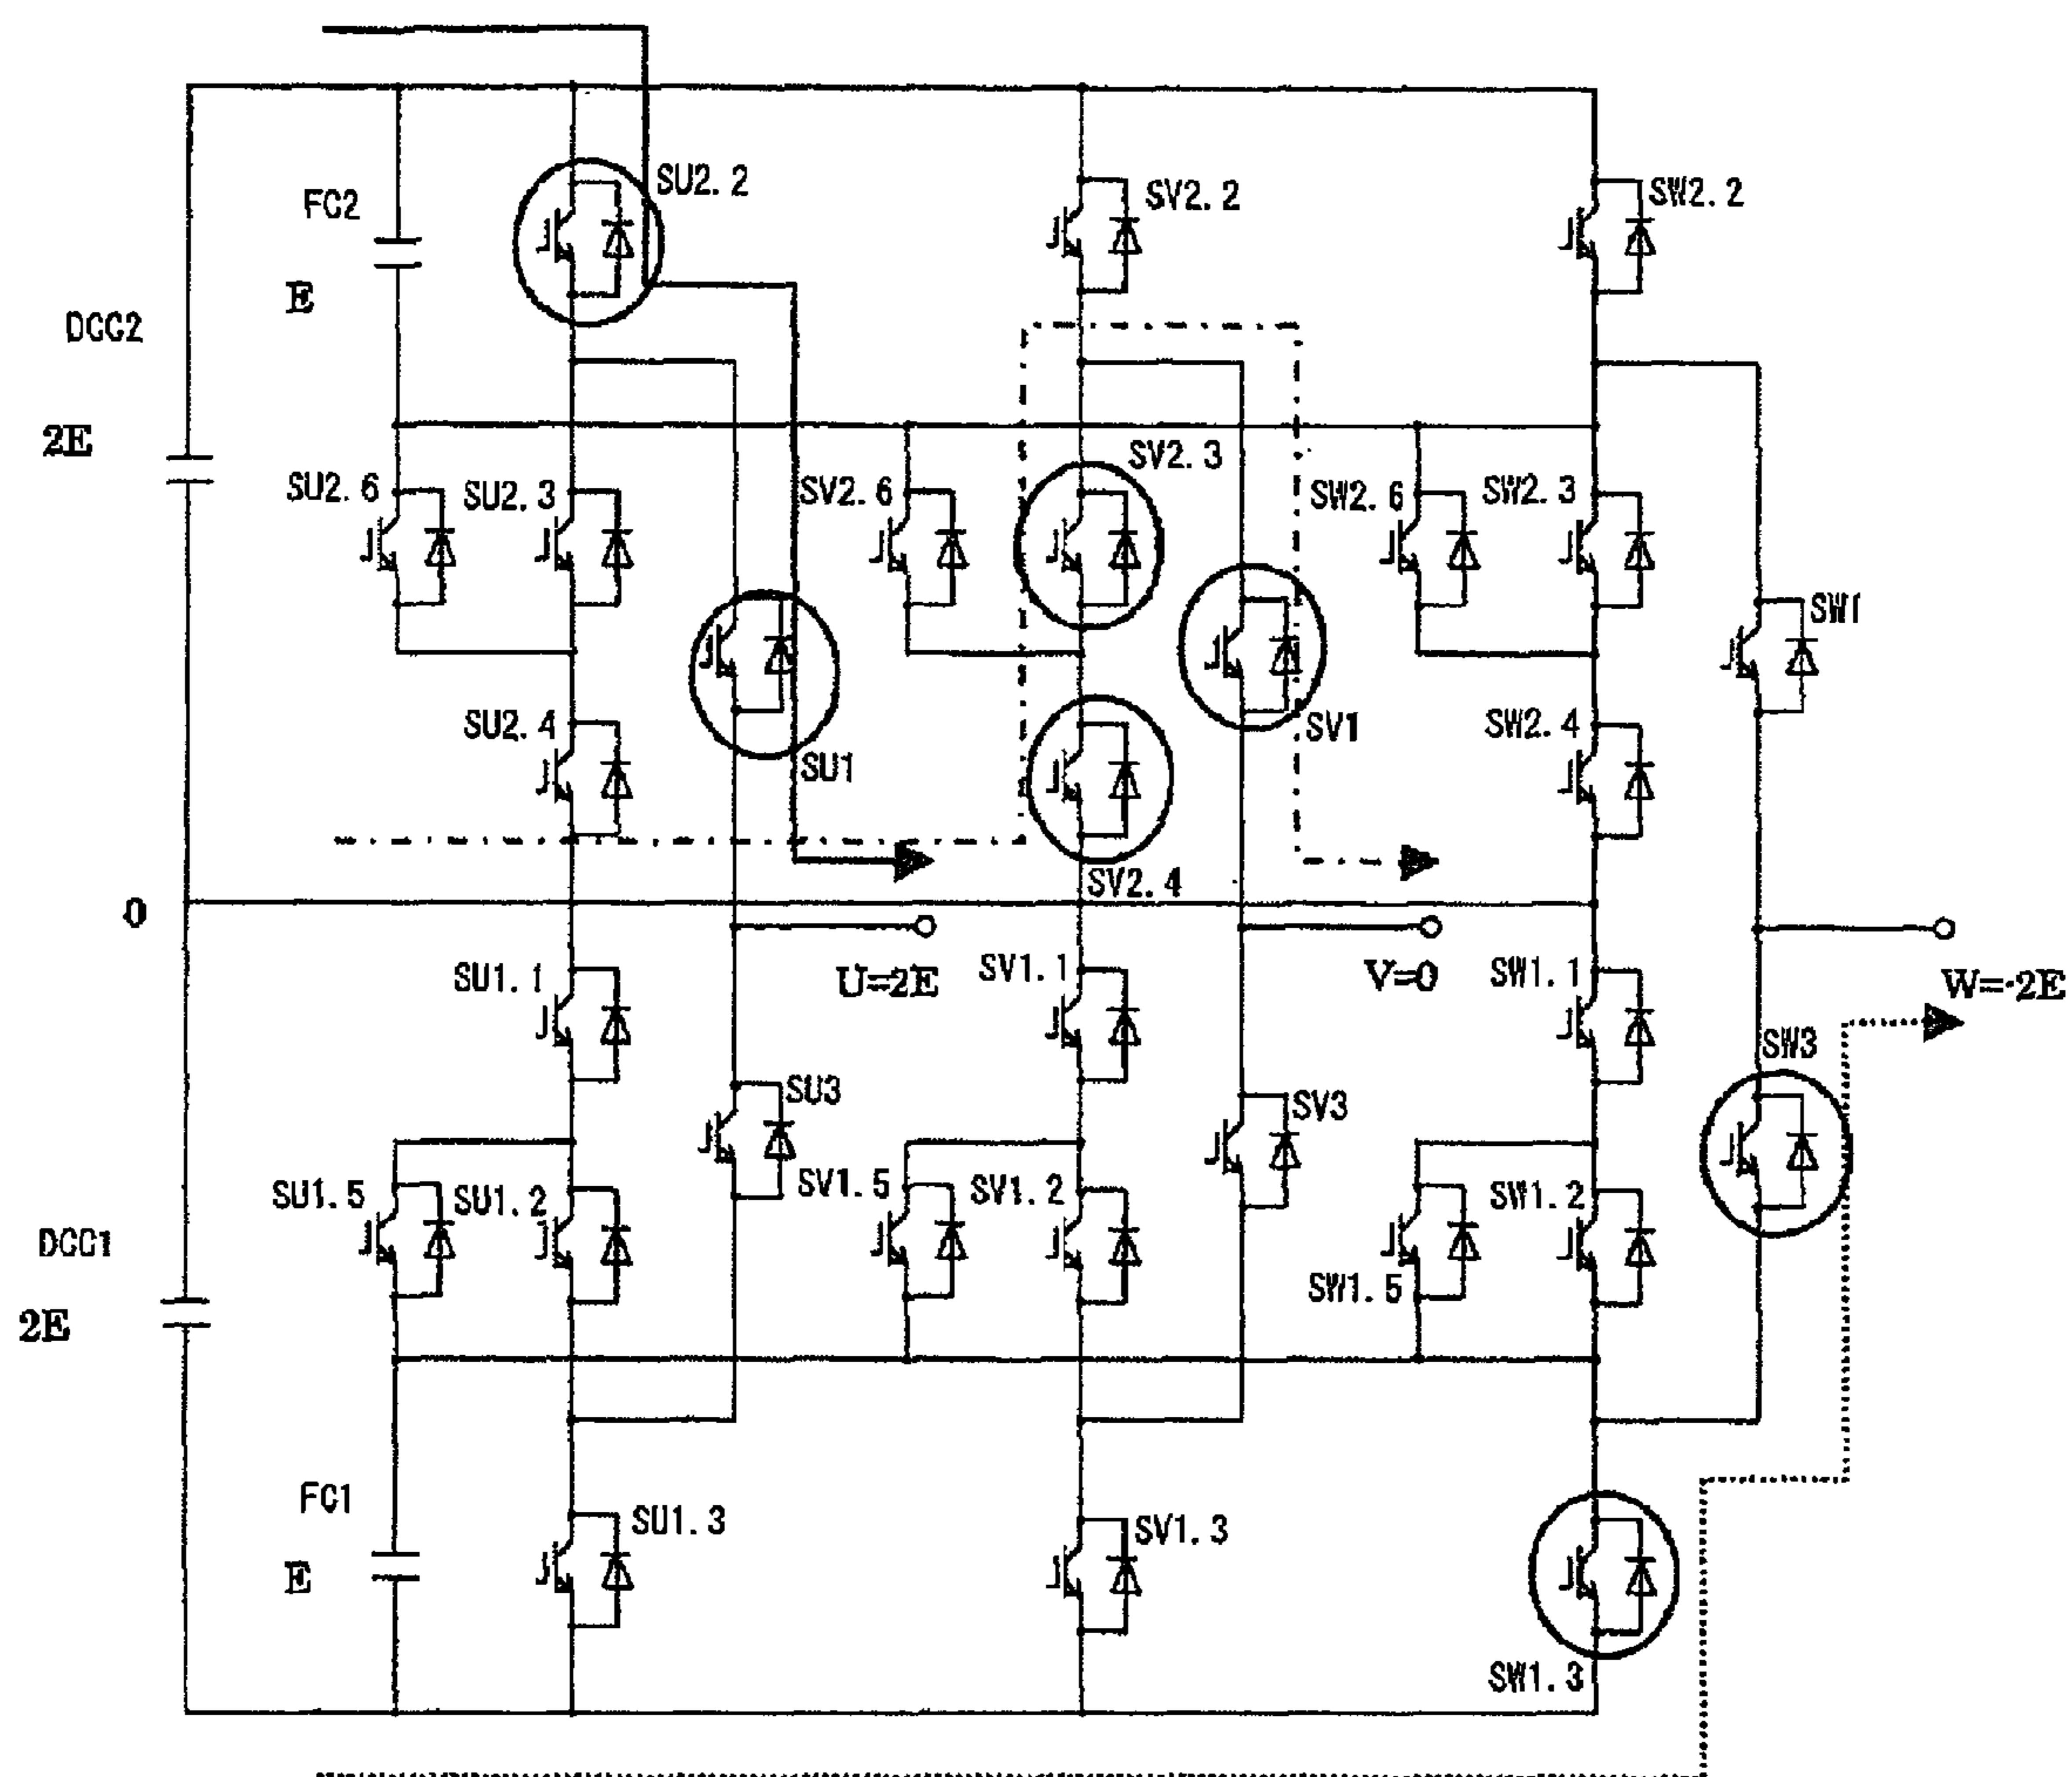 SU2.2
SV2.2
SW2.2
FC2
E
DCC2
2E
SV2.3
SU2.6
SU2.3
SV2.6
SW2.6
SW2.3
SW1
SU2.4
SV1
SW2.4
SU1
SV2.4
0
SU1.1
U=2E
SV1.1
V=0
SW1.1
W=-2E
SW3
SU3
SV3
SU1.5
SU1.2
SV1.5
SV1.2
SW1.2
DCC1
SW1.5
2E
FC1
SU1.3
SV1.3
E
SW1.3